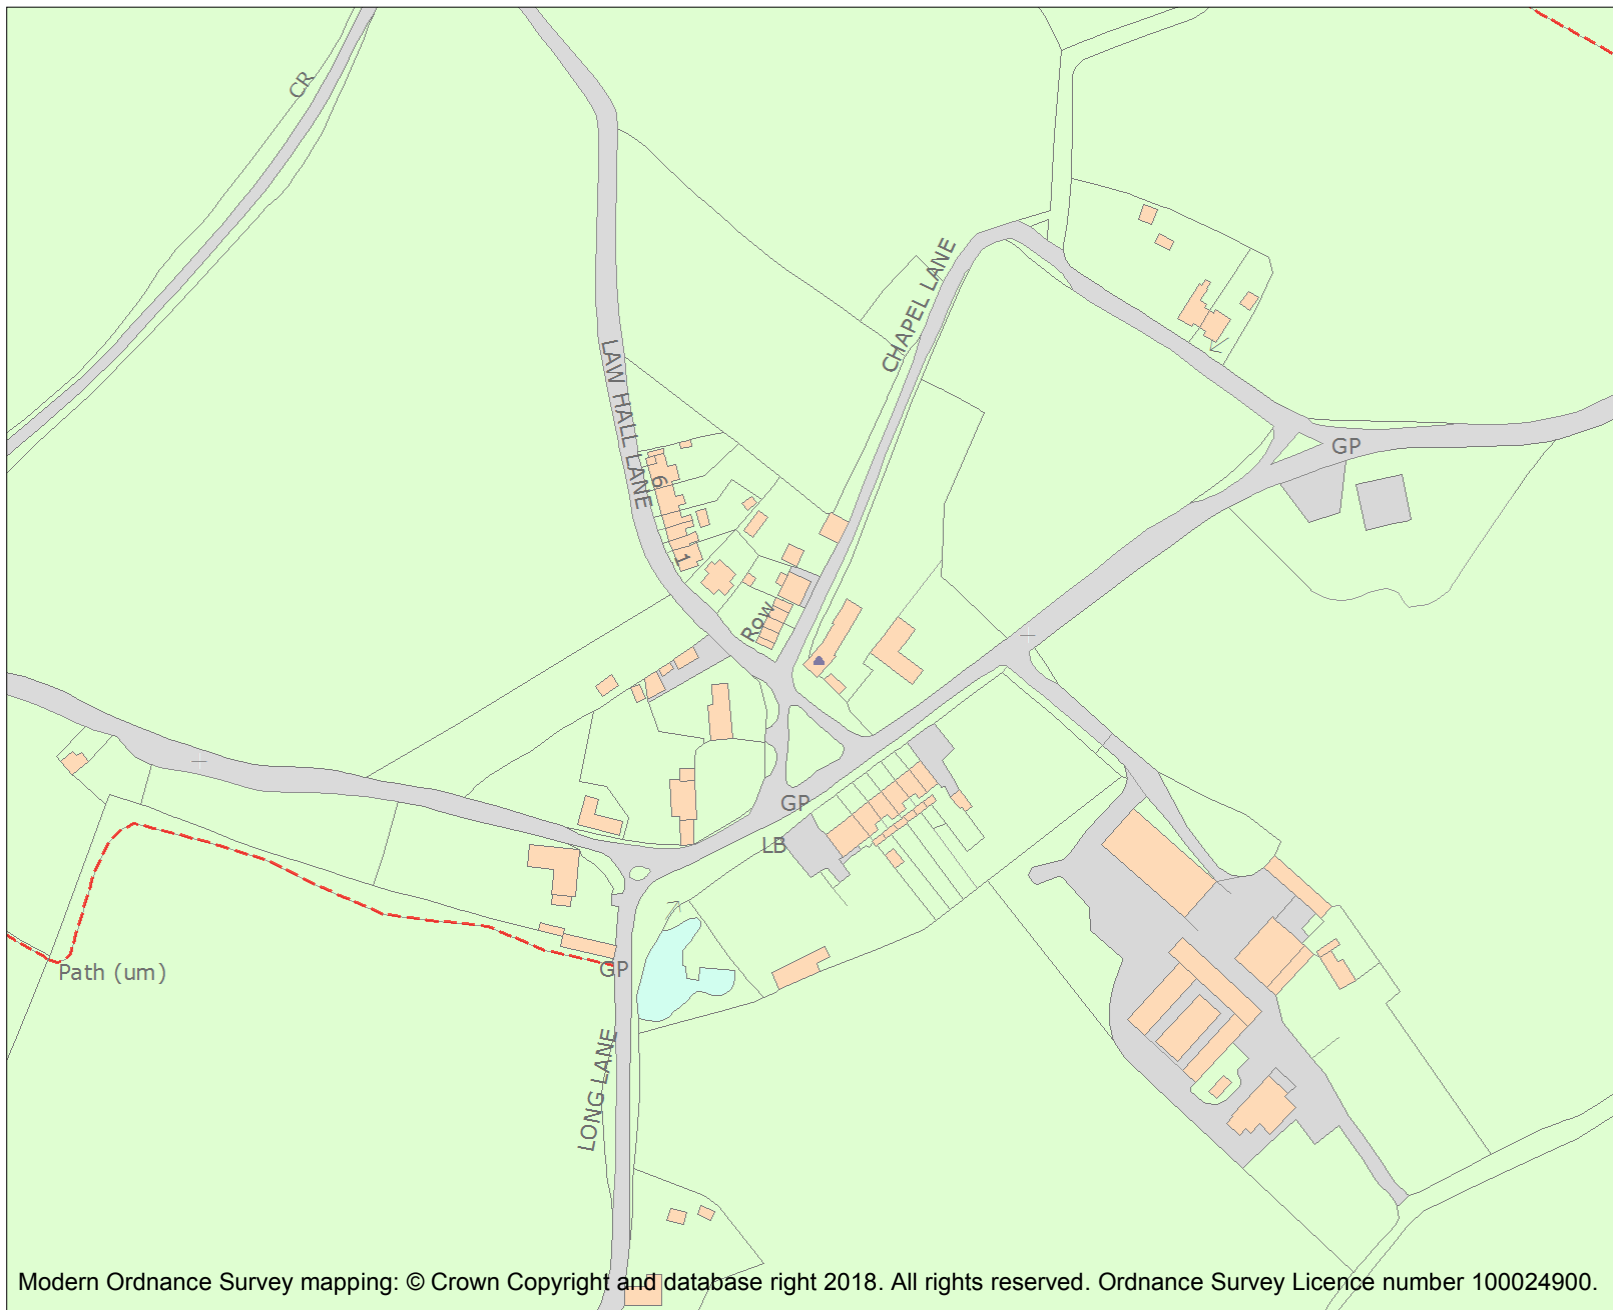 CR
CHAPEL LANE
LAW HALL LANE
GP
6
1
Row
GP
LB
Path (um)
GP
LONG LANE
Modern Ordnance Survey mapping: © Crown Copyright and database right 2018. All rights reserved. Ordnance Survey Licence number 100024900.